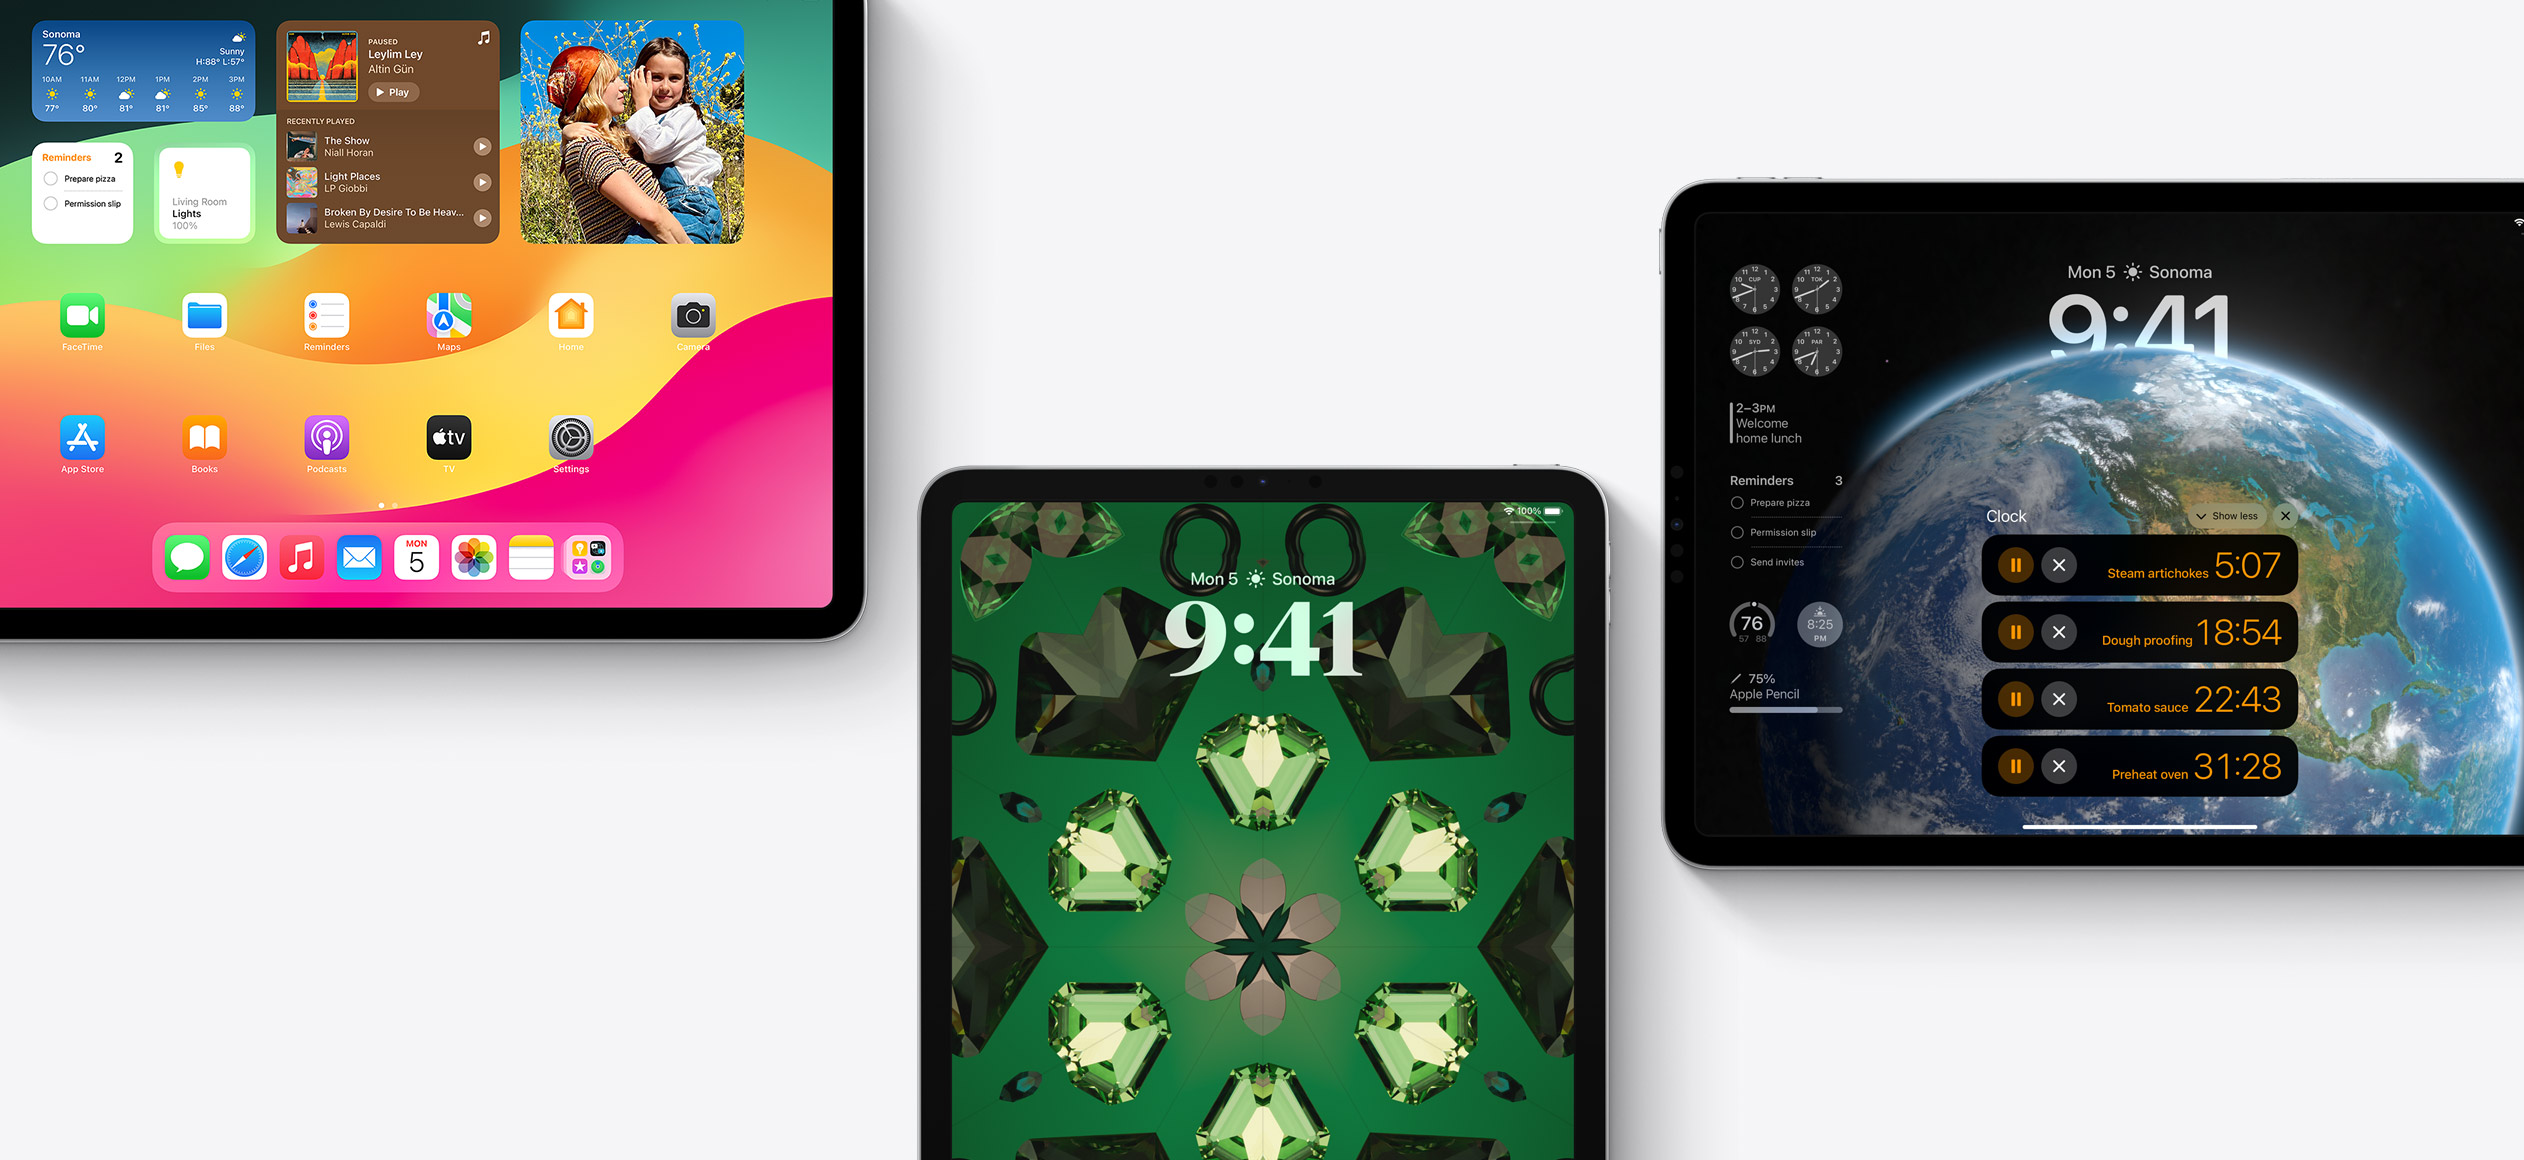 Sonoma
76°
Sunny
H:88° L:57°
10AM 11AM 12PM 1PM 2PM 3PM
77° 80° 81° 81° 85° 88°
PAUSED
Leylim Ley
Altin Gün
Play
RECENTLY PLAYED
The Show
Niall Horan
Light Places
LP Giobbi
Broken By Desire To Be Heav...
Lewis Capaldi
Reminders 2
Prepare pizza
Permission slip
Living Room
Lights
100%
FaceTime
Files
Reminders
Maps
Home
Camera
App Store
Books
Podcasts
tv
TV
Settings
MON
5
100%
Mon 5 Sonoma
9:41
Mon 5 Sonoma
9:41
CUP
TOK
SYD
PAR
2–3PM
Welcome
home lunch
Reminders 3
Prepare pizza
Permission slip
Send invites
76
57 88
8:25
PM
75%
Apple Pencil
Clock
Show less
Steam artichokes 5:07
Dough proofing 18:54
Tomato sauce 22:43
Preheat oven 31:28